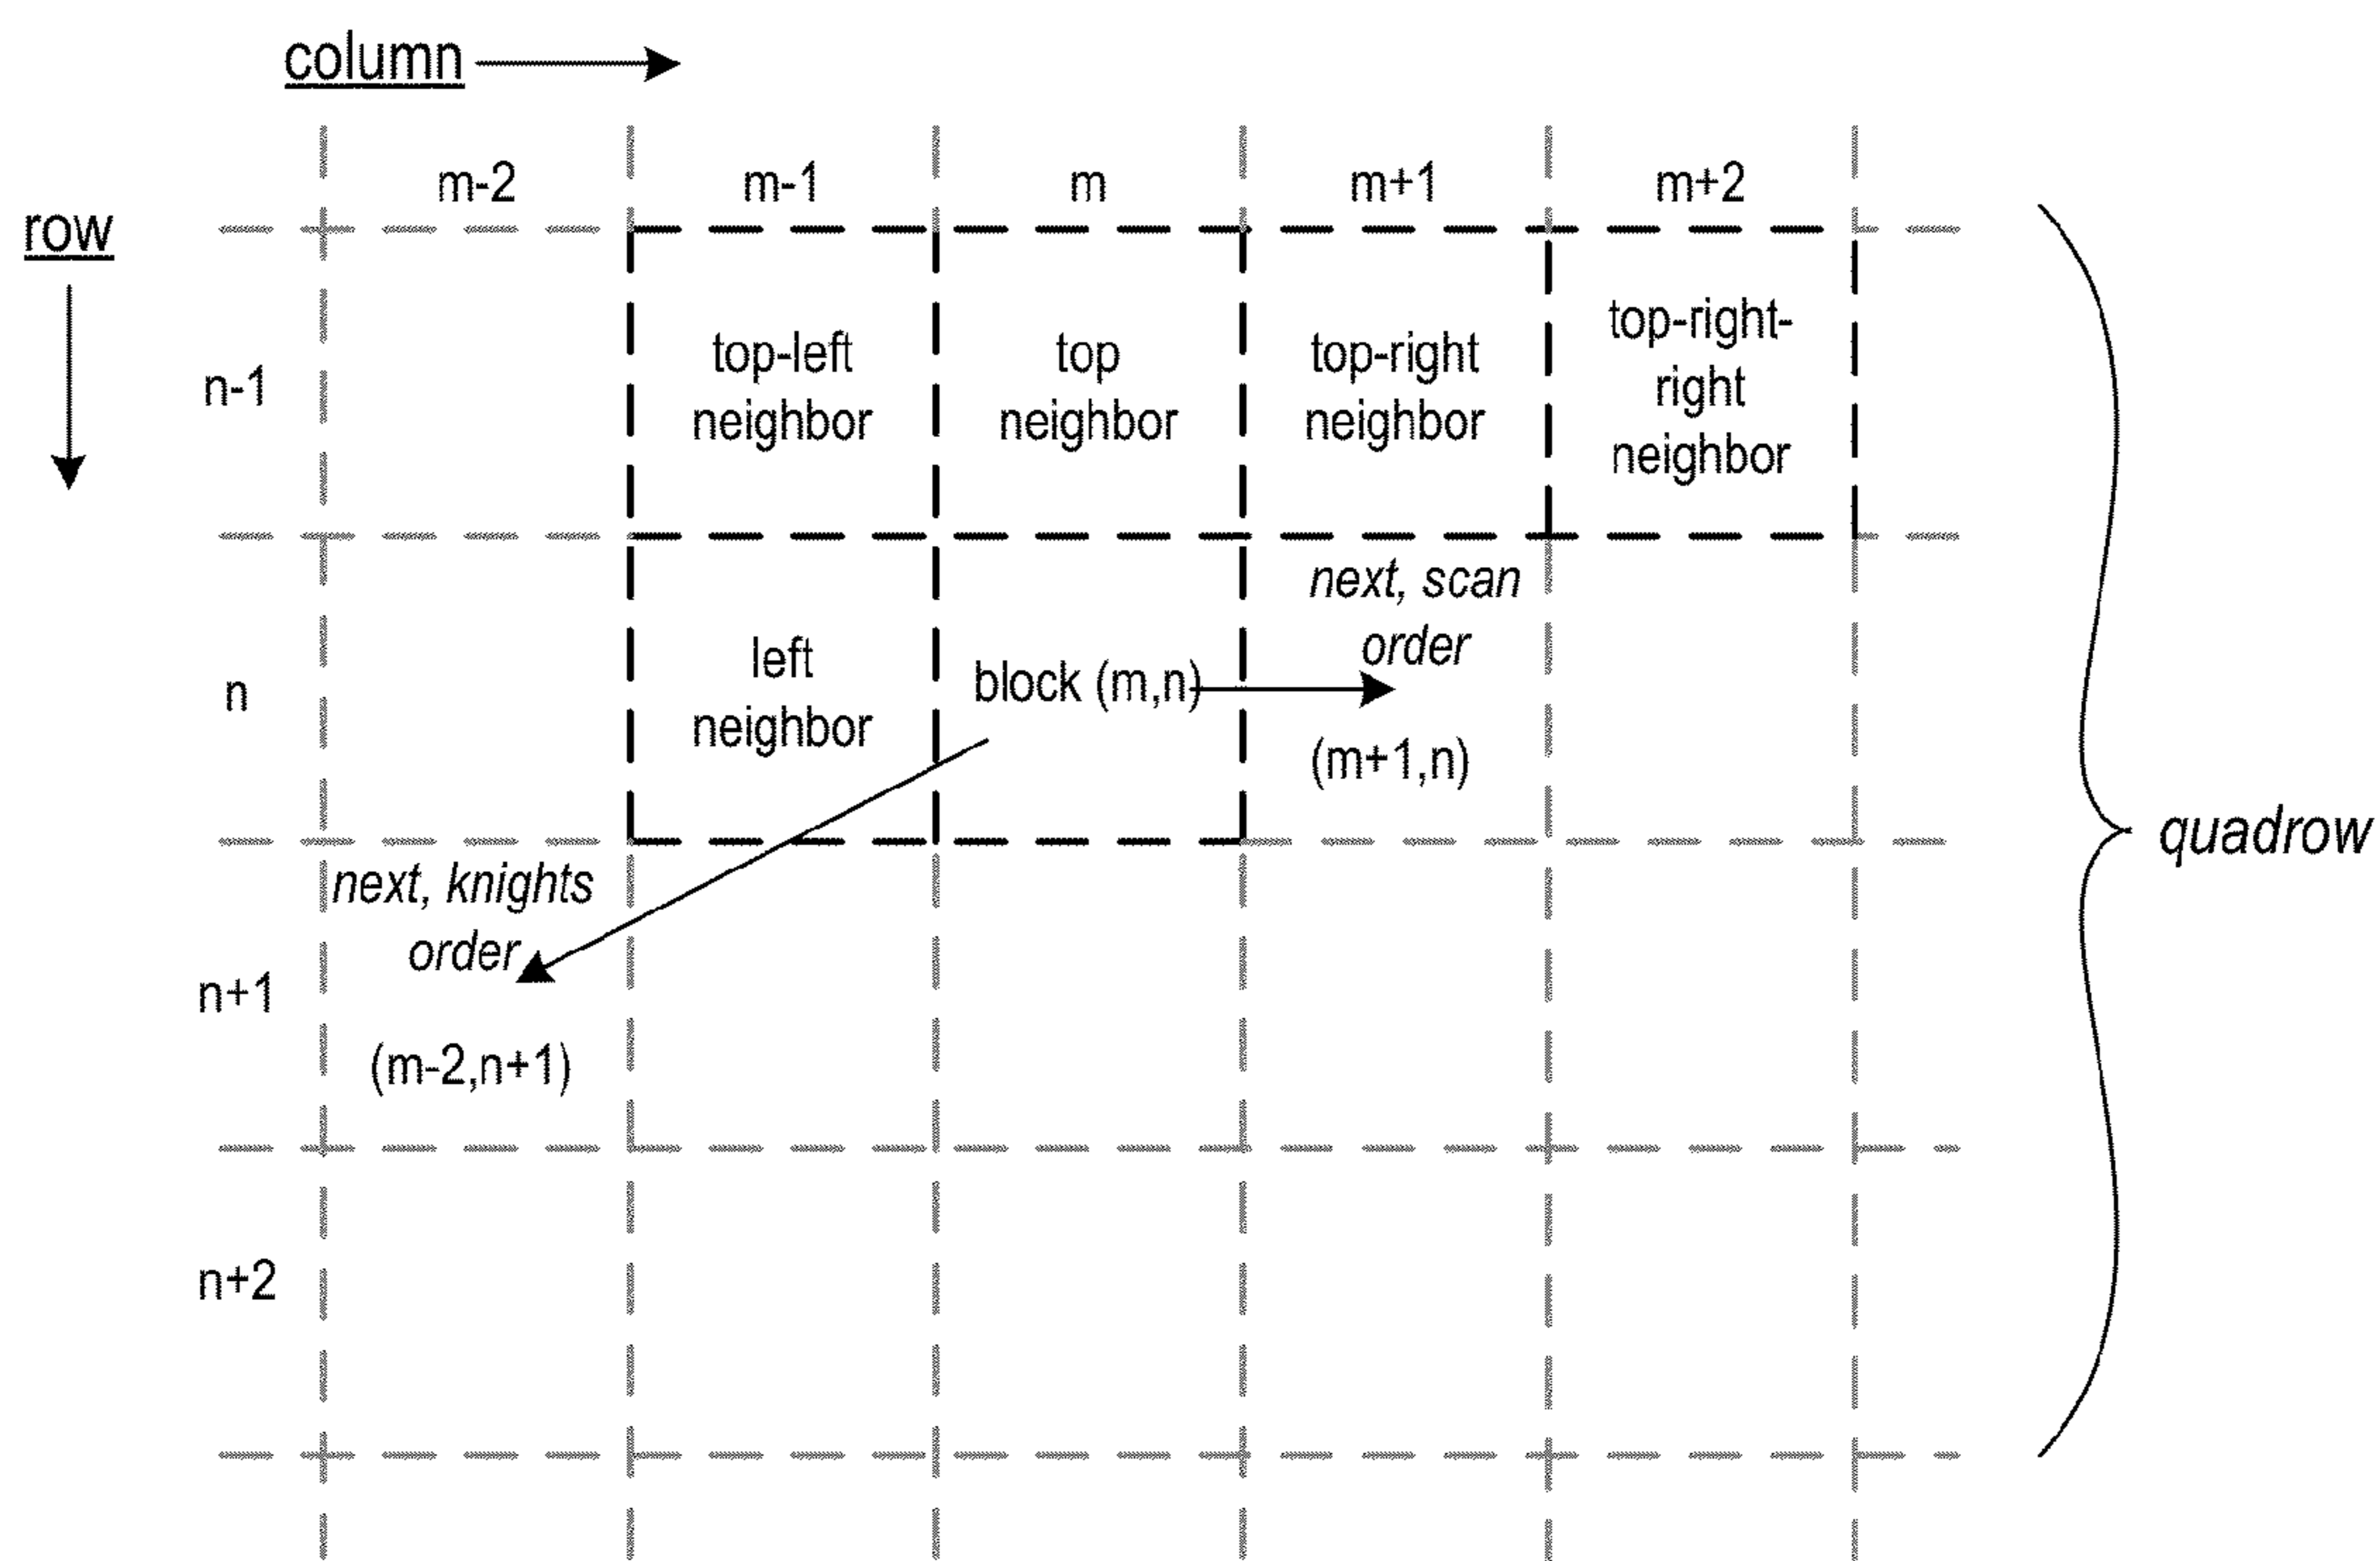 column
m-2 m-1 m m+1 m+2
row
n-1
top-left
neighbor
top
neighbor
top-right
neighbor
top-right-
right
neighbor
n
left
neighbor
block (m,n)
next, scan
order
(m+1,n)
quadrow
n+1
next, knights
order
(m-2,n+1)
n+2